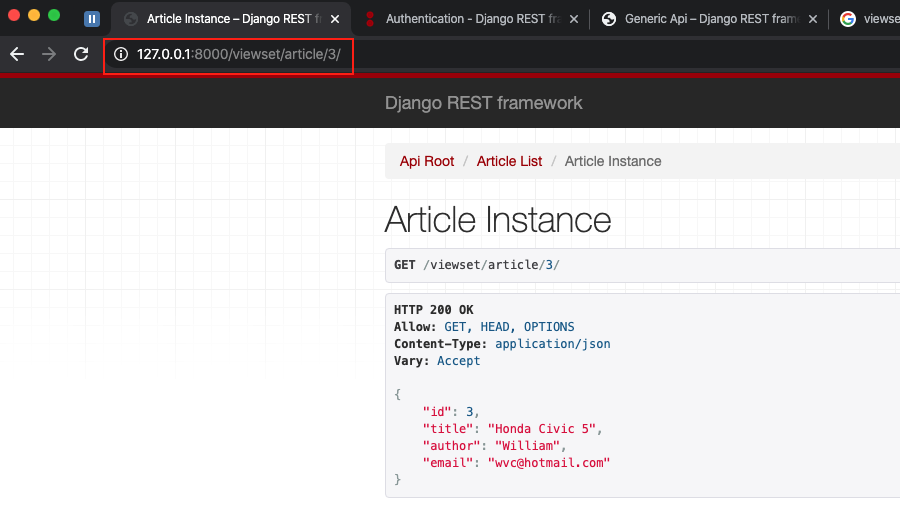 Article Instance – Django REST fr
Authentication - Django REST fra
Generic Api – Django REST frame
viewse
127.0.0.1:8000/viewset/article/3/
Django REST framework
Api Root / Article List / Article Instance
Article Instance
GET /viewset/article/3/
HTTP 200 OK
Allow: GET, HEAD, OPTIONS
Content-Type: application/json
Vary: Accept
{
"id": 3,
"title": "Honda Civic 5",
"author": "William",
"email": "wvc@hotmail.com"
}